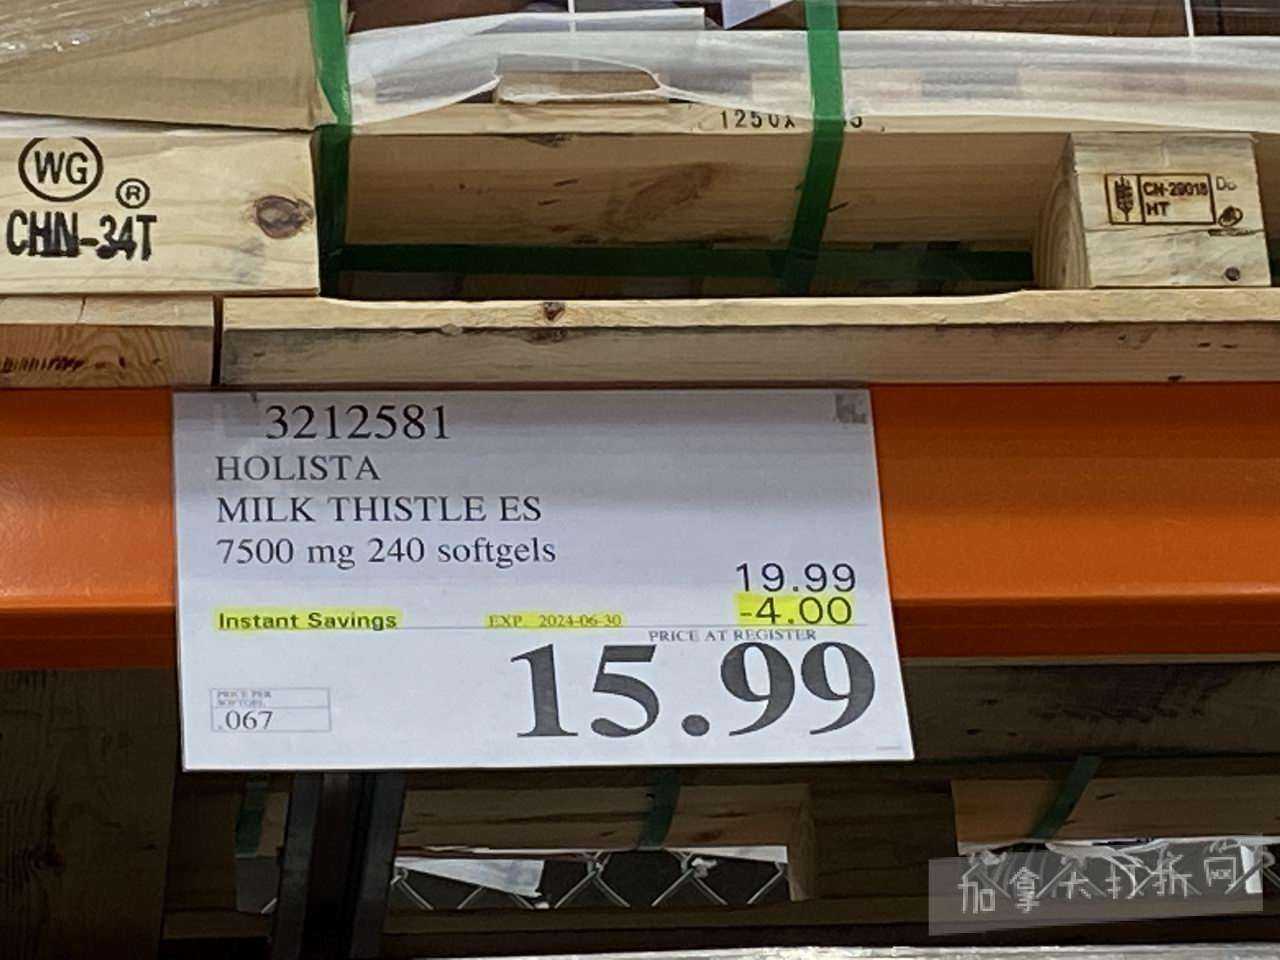 1250X
WG
®
CHN-34T
CN-29018
HT
3212581
HOLISTA
MILK THISTLE ES
7500 mg 240 softgels
19.99
Instant Savings EXP. 2024-06-30 -4.00
PRICE AT REGISTER
15.99
PRICE PER
SOFTGEL
.067
加拿大打折网